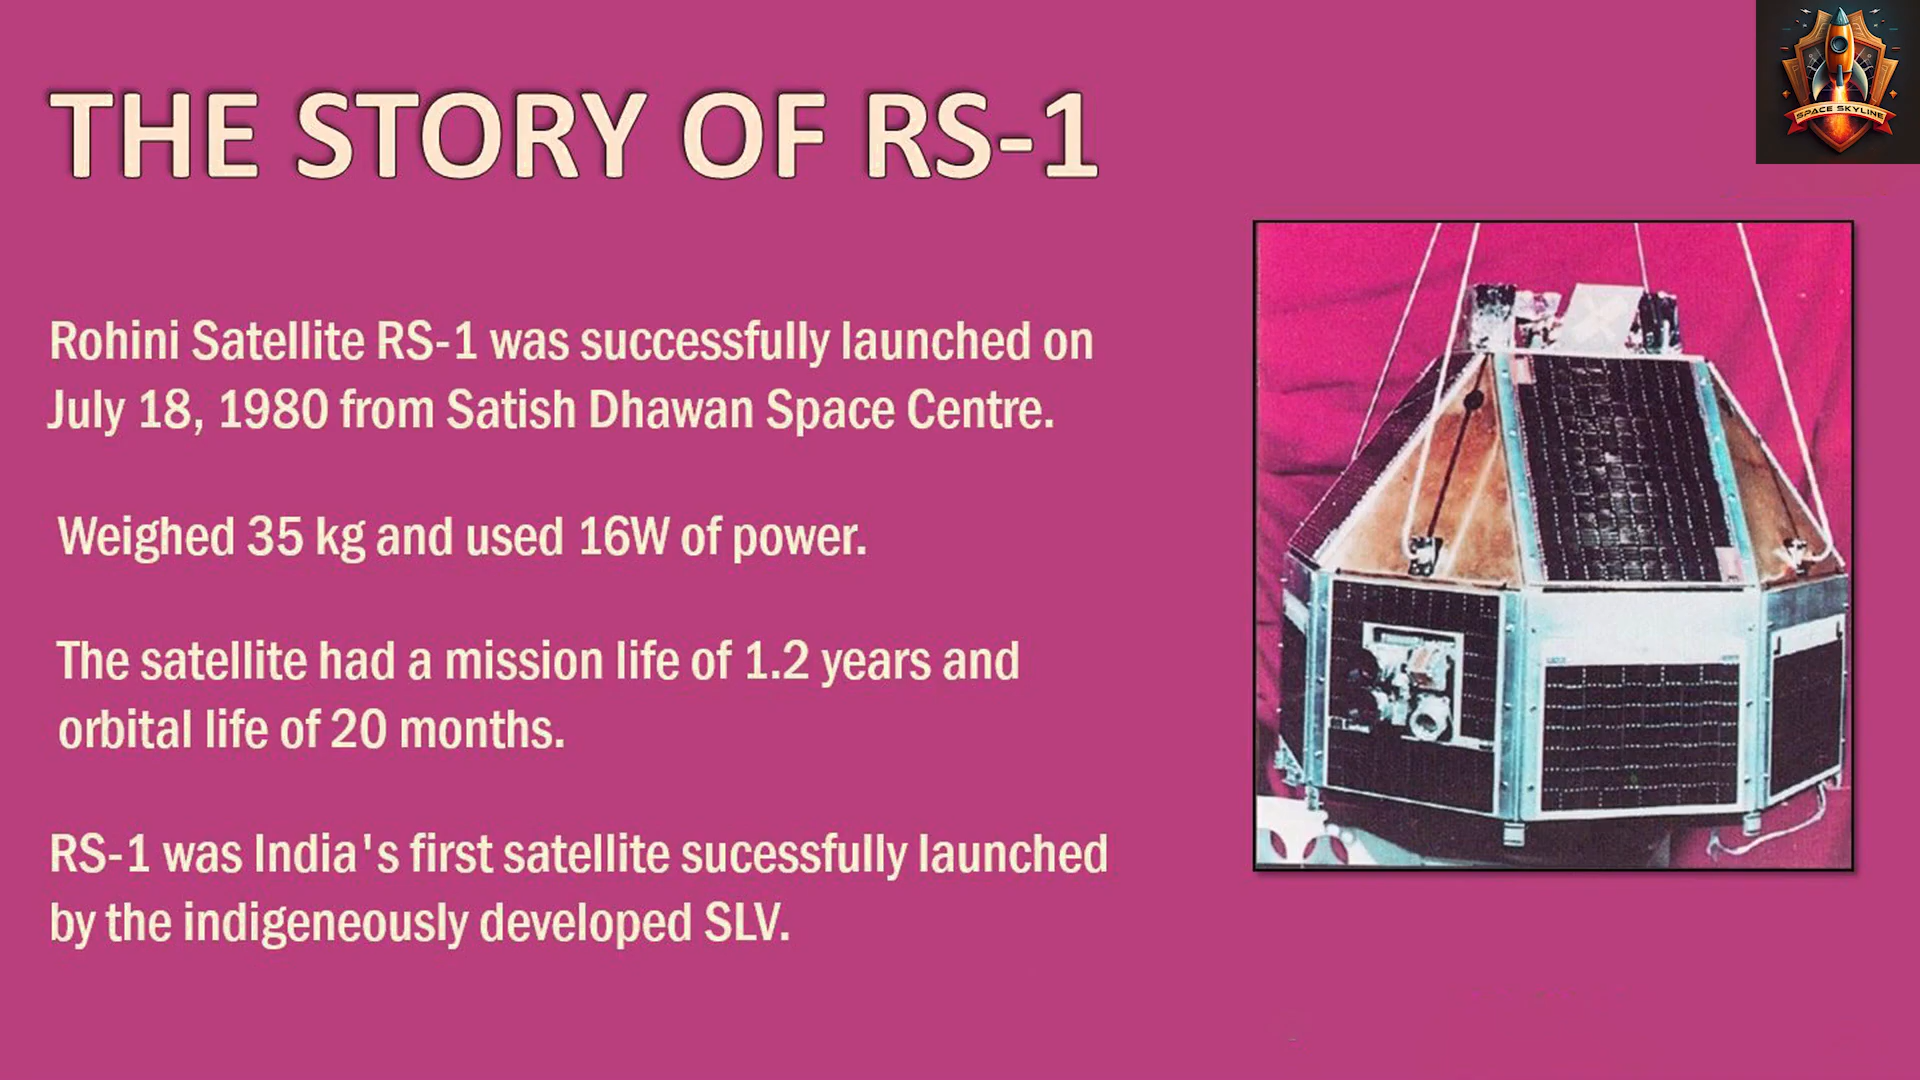 SPACE SKYLINE
THE STORY OF RS-1
Rohini Satellite RS-1 was successfully launched on
July 18, 1980 from Satish Dhawan Space Centre.
Weighed 35 kg and used 16W of power.
The satellite had a mission life of 1.2 years and
orbital life of 20 months.
RS-1 was India's first satellite sucessfully launched
by the indigeneously developed SLV.